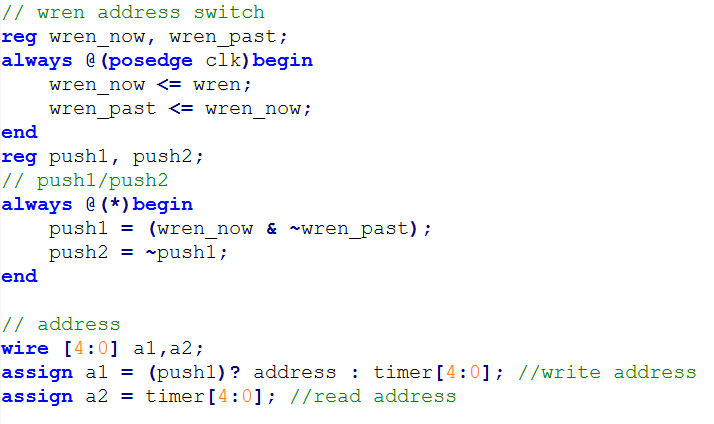 // wren address switch
reg wren_now, wren_past;
always @(posedge clk)begin
    wren_now <= wren;
    wren_past <= wren_now;
end
reg push1, push2;
// push1/push2
always @(*)begin
    push1 = (wren_now & ~wren_past);
    push2 = ~push1;
end

// address
wire [4:0] a1,a2;
assign a1 = (push1)? address : timer[4:0]; //write address
assign a2 = timer[4:0]; //read address